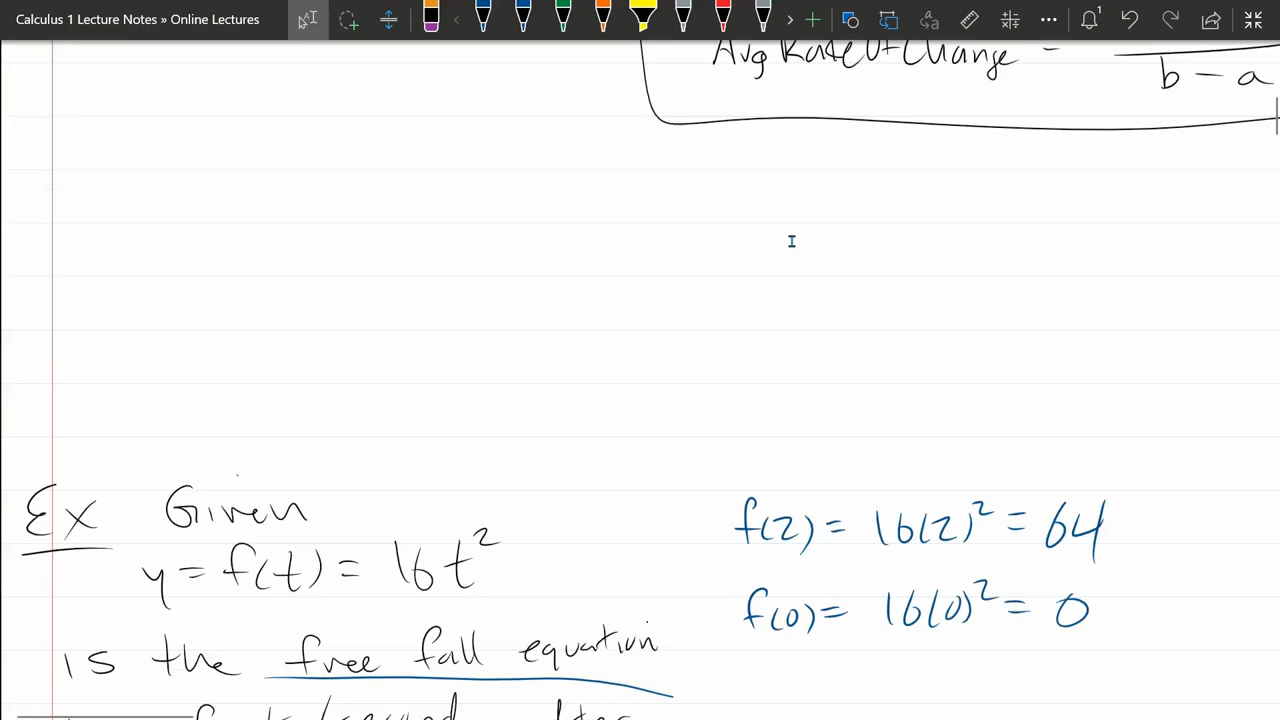 Calculus 1 Lecture Notes » Online Lectures
Avg Rate Of Change =
b - a
Ex Given
y = f(t) = 16t²
is the free fall equation
f(2) = 16(2)² = 64
f(0) = 16(0)² = 0